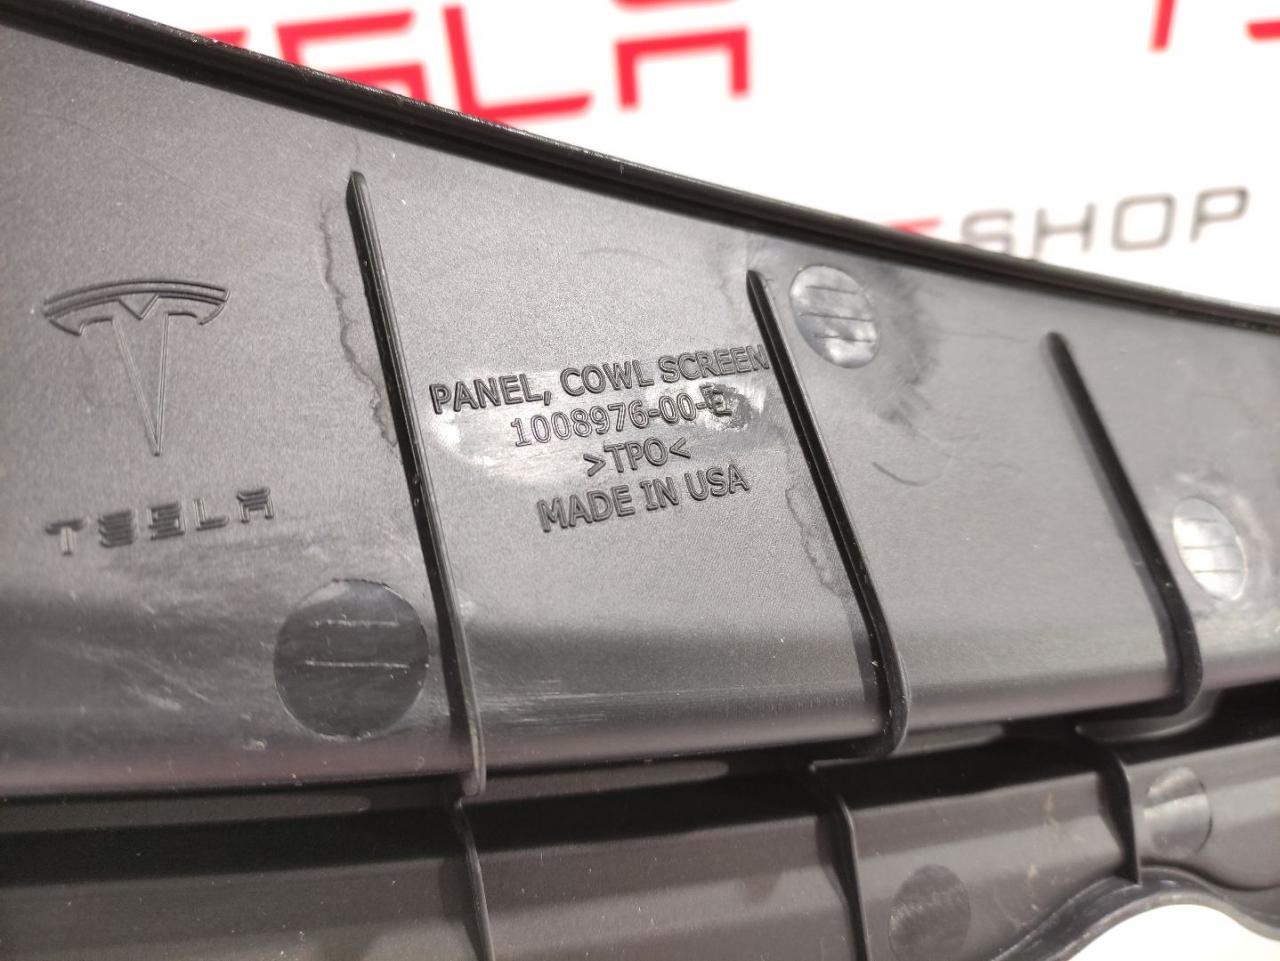 TESLA
SHOP
PANEL, COWL SCREEN
1008976-00-E
>TPO<
MADE IN USA
TESLA